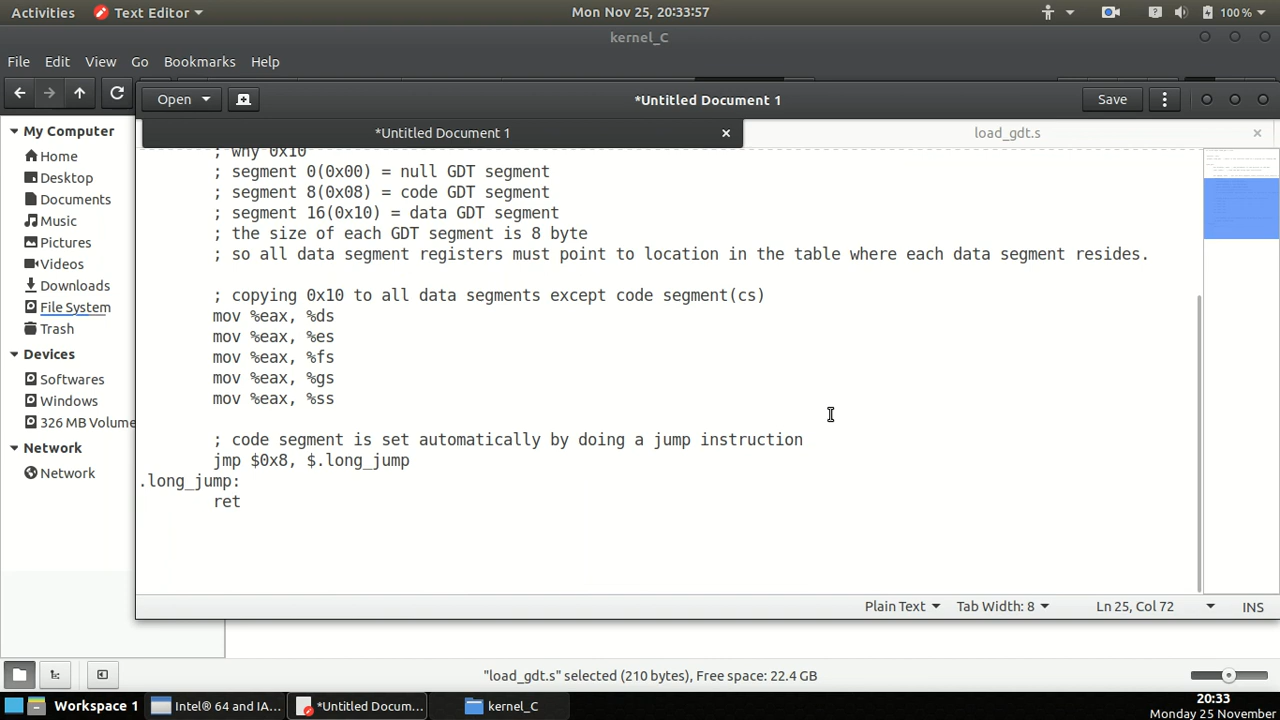 Activities Text Editor Mon Nov 25, 20:33:57 100 %
kernel_C
File Edit View Go Bookmarks Help
Open *Untitled Document 1 Save
*Untitled Document 1 load_gdt.s
My Computer
Home
Desktop
Documents
Music
Pictures
Videos
Downloads
File System
Trash
Devices
Softwares
Windows
326 MB Volume
Network
Network
; why 0x10
; segment 0(0x00) = null GDT segment
; segment 8(0x08) = code GDT segment
; segment 16(0x10) = data GDT segment
; the size of each GDT segment is 8 byte
; so all data segment registers must point to location in the table where each data segment resides.
; copying 0x10 to all data segments except code segment(cs)
mov %eax, %ds
mov %eax, %es
mov %eax, %fs
mov %eax, %gs
mov %eax, %ss
; code segment is set automatically by doing a jump instruction
jmp $0x8, $.long_jump
.long_jump:
ret
Plain Text Tab Width: 8 Ln 25, Col 72 INS
"load_gdt.s" selected (210 bytes), Free space: 22.4 GB
Workspace 1 Intel® 64 and IA... *Untitled Docum... kernel_C 20:33
Monday 25 November